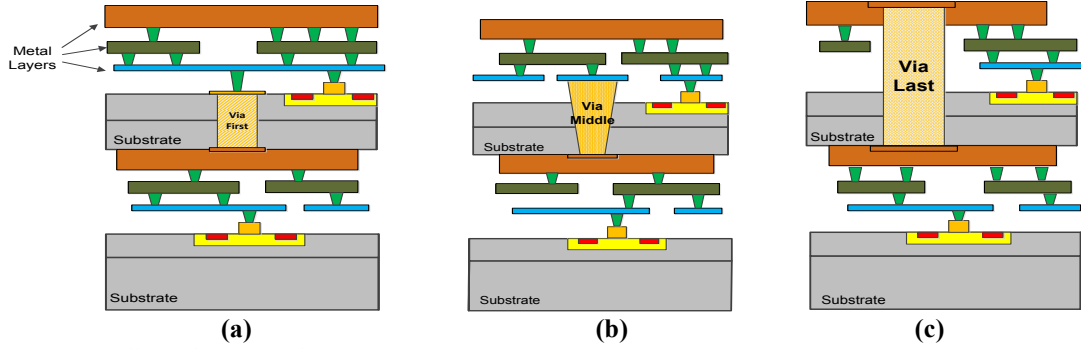 Metal
Layers
Via
First
Substrate
Substrate
(a)
Via
Middle
Substrate
Substrate
(b)
Via
Last
Substrate
Substrate
(c)